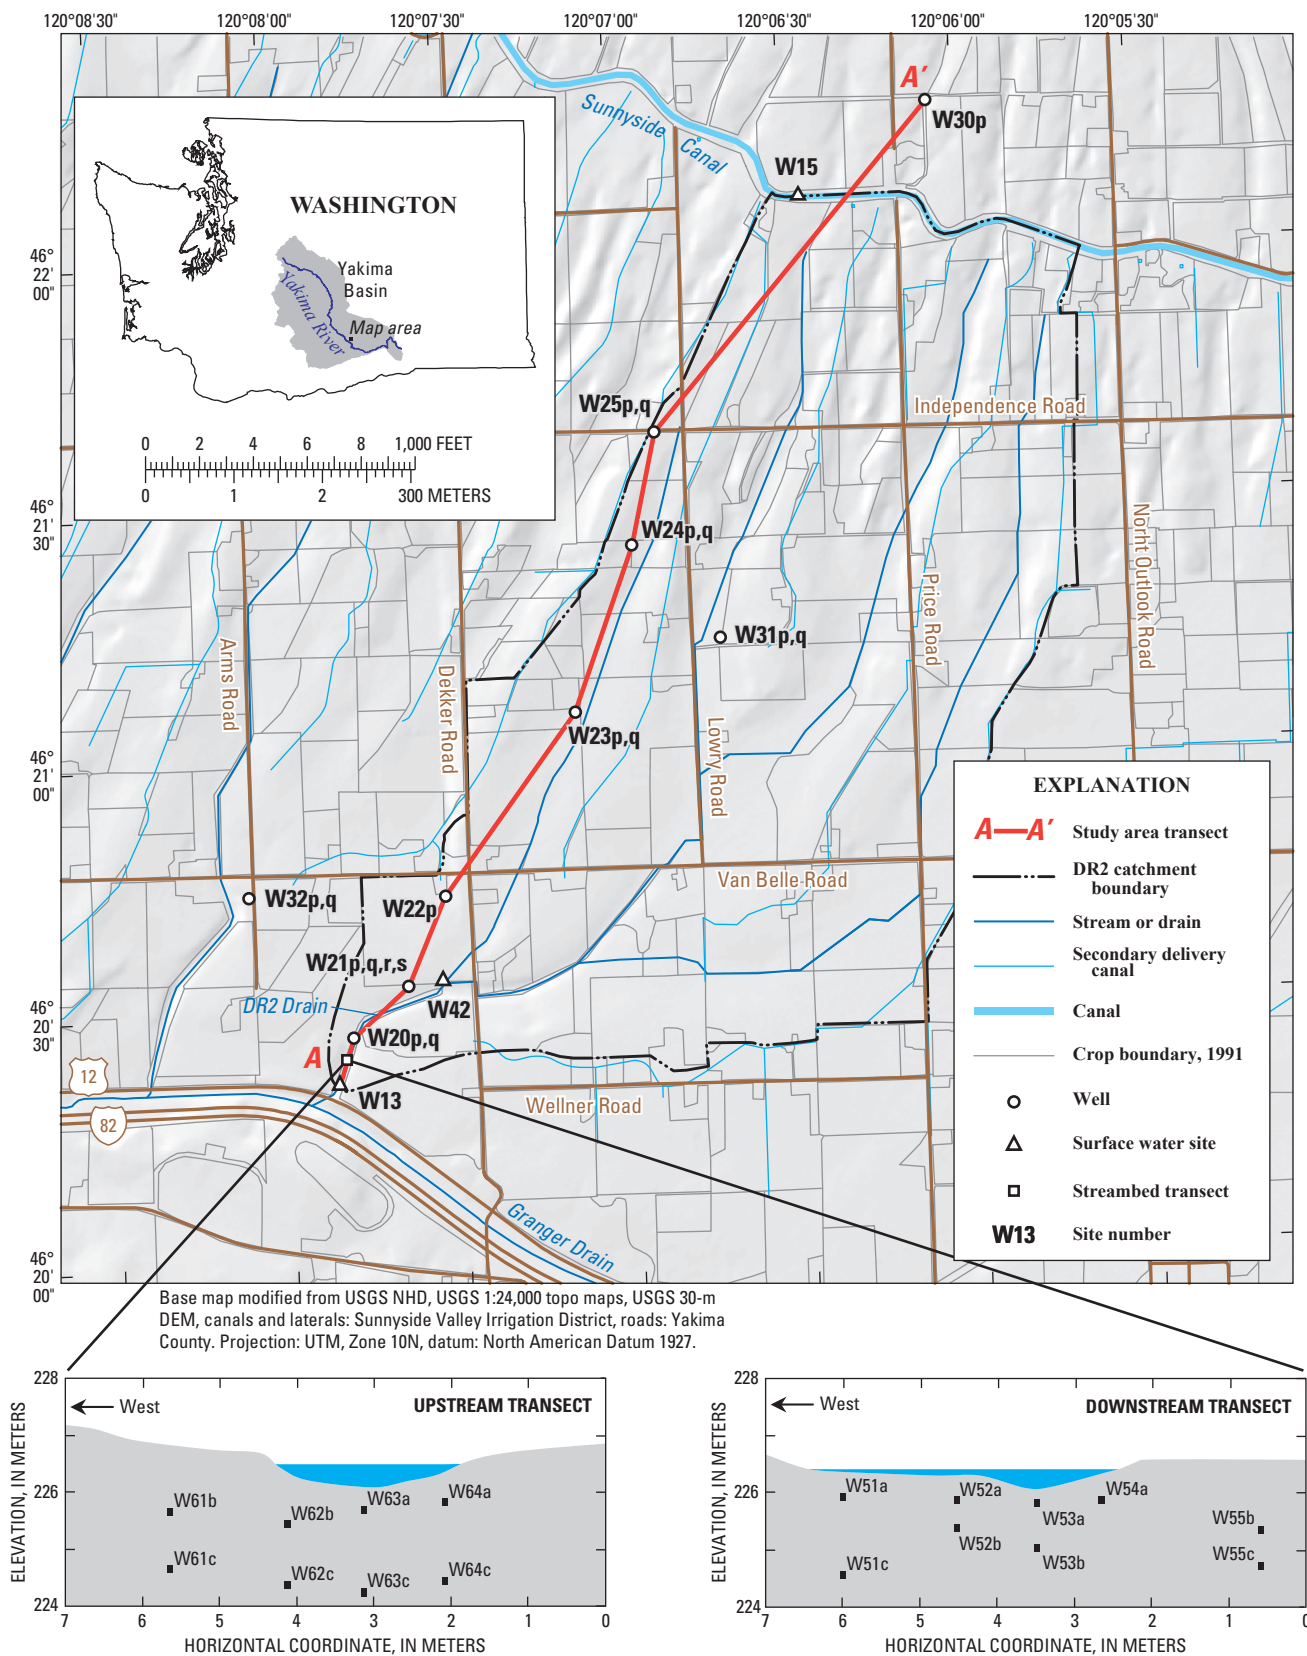 120°08'30" 120°08'00" 120°07'30" 120°07'00" 120°06'30" 120°06'00" 120°05'30"
A'
W30p
Sunnyside
Canal
W15
WASHINGTON
Yakima
Basin
Yakima River
Map area
46°
22'
00"
W25p,q
Independence Road
0 2 4 6 8 1,000 FEET
0 1 2 300 METERS
46°
21'
30"
W24p,q
Norht Outlook Road
Price Road
W31p,q
Arms Road
Dekker Road
W23p,q
Lowry Road
46°
21'
00"
EXPLANATION
A A' Study area transect
DR2 catchment
boundary
Stream or drain
Secondary delivery
canal
Canal
Crop boundary, 1991
Well
Surface water site
Streambed transect
W13 Site number
Van Belle Road
W32p,q
W22p
W21p,q,r,s
DR2 Drain
W42
46°
20'
30"
W20p,q
A
12
W13
Wellner Road
82
Granger Drain
46°
20'
00"
Base map modified from USGS NHD, USGS 1:24,000 topo maps, USGS 30-m
DEM, canals and laterals: Sunnyside Valley Irrigation District, roads: Yakima
County. Projection: UTM, Zone 10N, datum: North American Datum 1927.
228
West
UPSTREAM TRANSECT
ELEVATION, IN METERS
226
W61b
W62b
W63a
W64a
W61c
W62c
W63c
W64c
224
7 6 5 4 3 2 1 0
HORIZONTAL COORDINATE, IN METERS
228
West
DOWNSTREAM TRANSECT
ELEVATION, IN METERS
226
W51a
W52a
W54a
W53a
W55b
W52b
W53b
W55c
W51c
224
7 6 5 4 3 2 1 0
HORIZONTAL COORDINATE, IN METERS